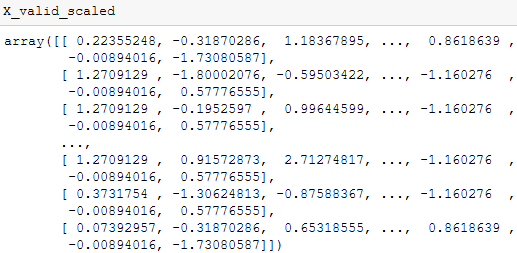 X_valid_scaled
array([[ 0.22355248, -0.31870286,  1.18367895, ...,  0.8618639 ,
        -0.00894016, -1.73080587],
       [ 1.2709129 , -1.80002076, -0.59503422, ..., -1.160276  ,
        -0.00894016,  0.57776555],
       [ 1.2709129 , -0.1952597 ,  0.99644599, ..., -1.160276  ,
        -0.00894016,  0.57776555],
       ...,
       [ 1.2709129 ,  0.91572873,  2.71274817, ..., -1.160276  ,
        -0.00894016,  0.57776555],
       [ 0.3731754 , -1.30624813, -0.87588367, ..., -1.160276  ,
        -0.00894016,  0.57776555],
       [ 0.07392957, -0.31870286,  0.65318555, ...,  0.8618639 ,
        -0.00894016, -1.73080587]])